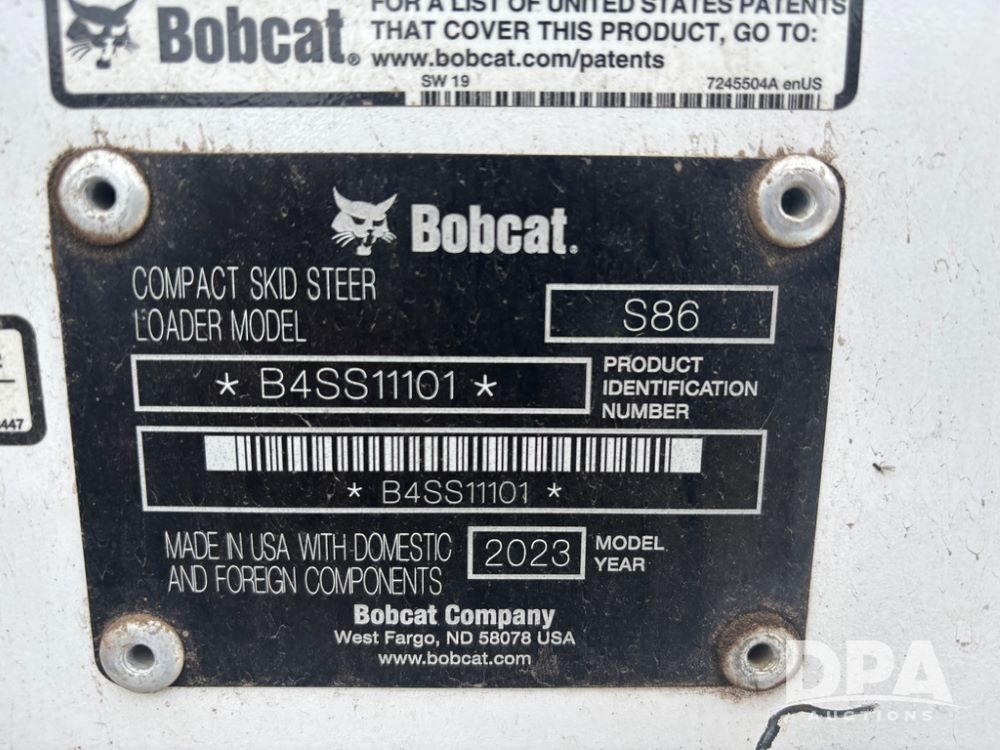 FOR A LIST OF UNITED STATES PATENTS
Bobcat® THAT COVER THIS PRODUCT, GO TO:
www.bobcat.com/patents
SW 19 7245504A enUS
Bobcat.
COMPACT SKID STEER
LOADER MODEL S86
* B4SS11101 * PRODUCT
IDENTIFICATION
NUMBER
* B4SS11101 *
MADE IN USA WITH DOMESTIC
AND FOREIGN COMPONENTS
2023 MODEL
YEAR
Bobcat Company
West Fargo, ND 58078 USA
www.bobcat.com
447
DPA
AUCTIONS